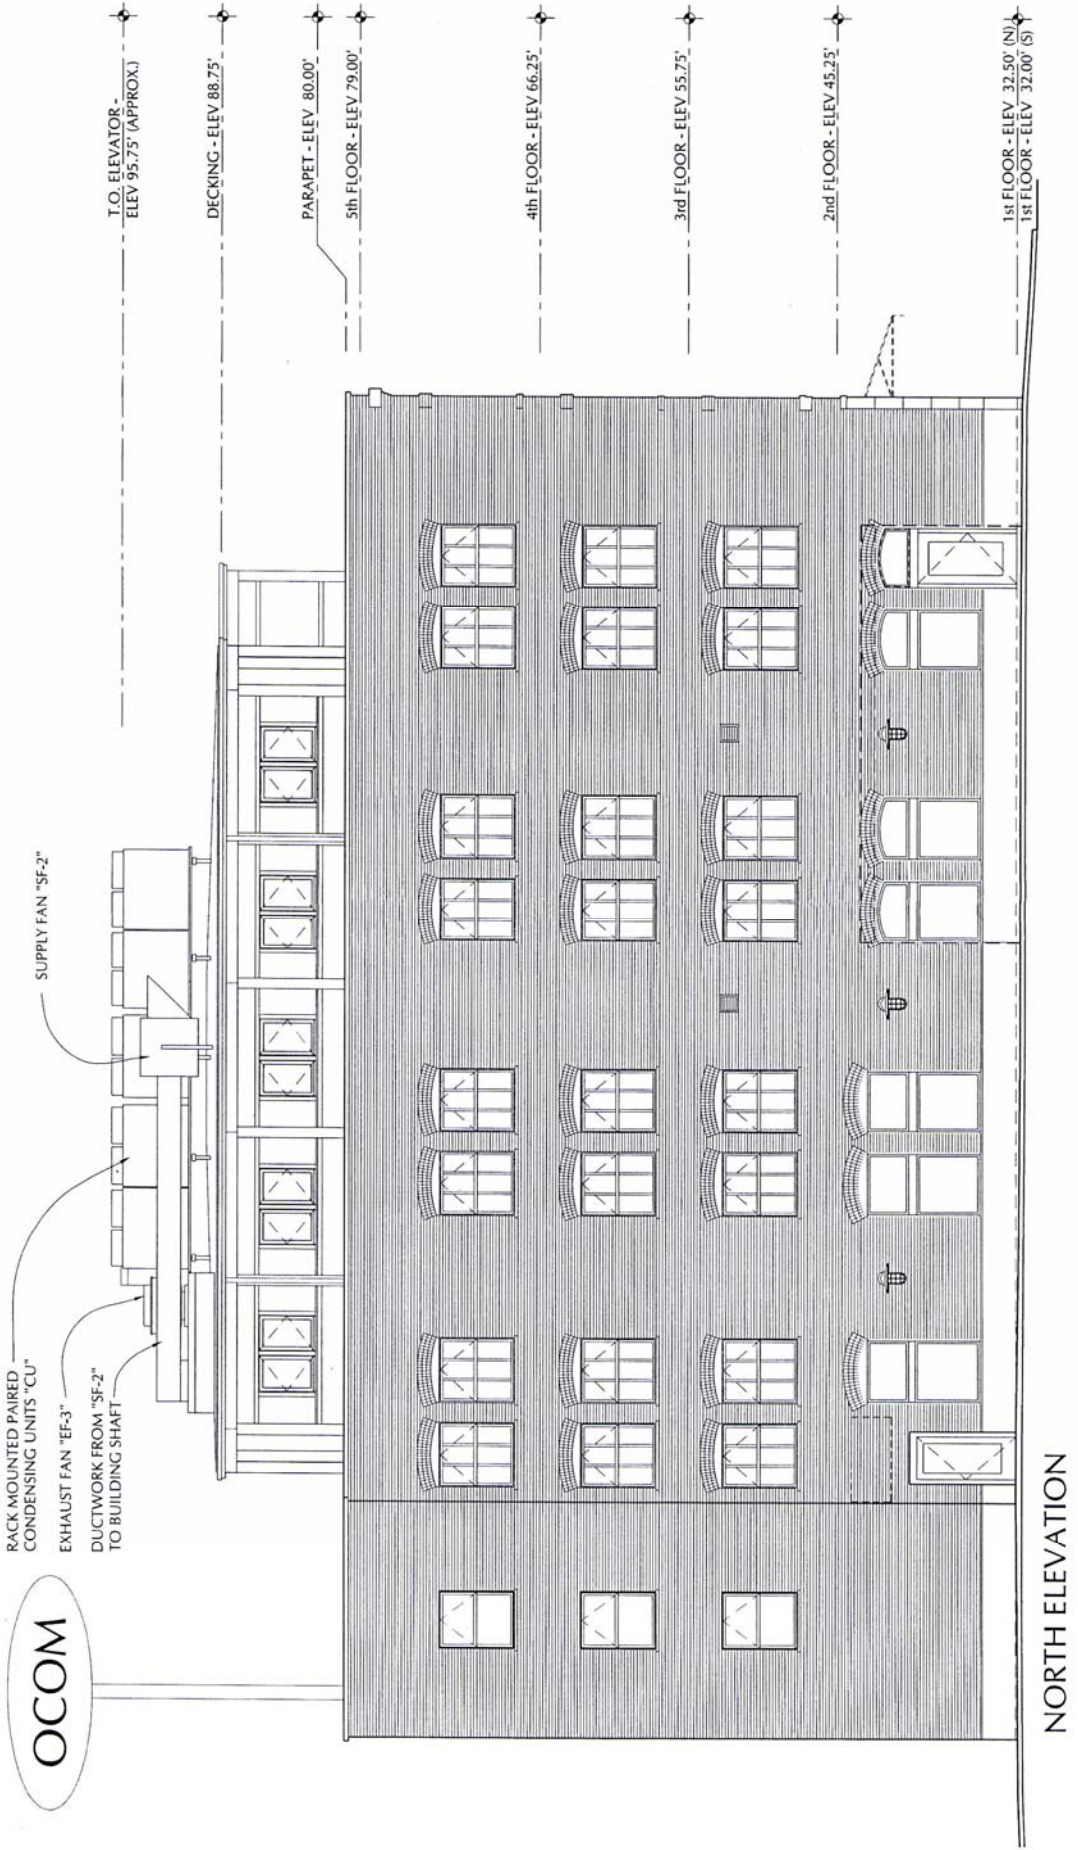 OCOM
RACK MOUNTED PAIRED
CONDENSING UNITS "CU"
EXHAUST FAN "EF-3"
DUCTWORK FROM "SF-2"
TO BUILDING SHAFT
SUPPLY FAN "SF-2"
T.O. ELEVATOR -
ELEV 95.75' (APPROX.)
DECKING - ELEV 88.75'
PARAPET - ELEV 80.00'
5th FLOOR - ELEV 79.00'
4th FLOOR - ELEV 66.25'
3rd FLOOR - ELEV 55.75'
2nd FLOOR - ELEV 45.25'
1st FLOOR - ELEV 32.50' (N)
1st FLOOR - ELEV 32.00' (S)
NORTH ELEVATION